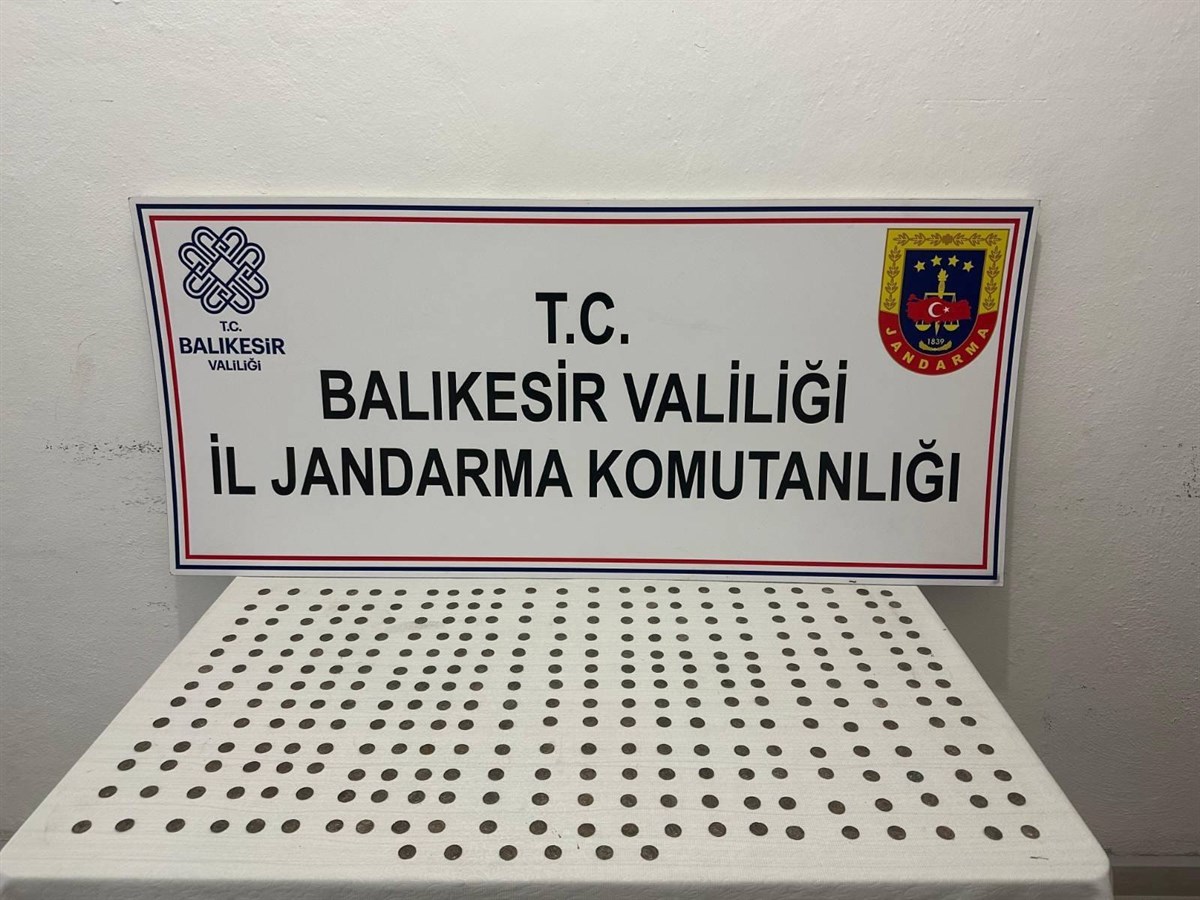 T.C.
BALIKESİR
VALİLİĞİ
T.C.
BALIKESİR VALİLİĞİ
İL JANDARMA KOMUTANLIĞI
1839
JANDARMA